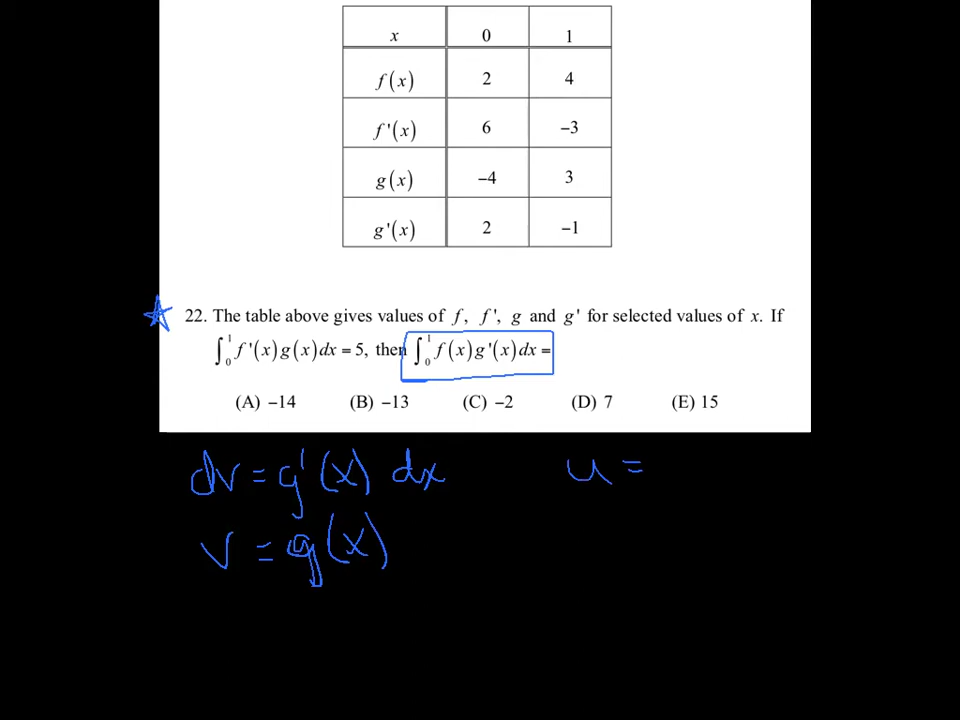 x 0 1
f(x) 2 4
f'(x) 6 −3
g(x) −4 3
g'(x) 2 −1
22. The table above gives values of f, f', g and g' for selected values of x. If
∫₀¹ f'(x)g(x)dx = 5, then ∫₀¹ f(x)g'(x)dx =
(A) −14 (B) −13 (C) −2 (D) 7 (E) 15
dv = g'(x) dx u =
v = g(x)